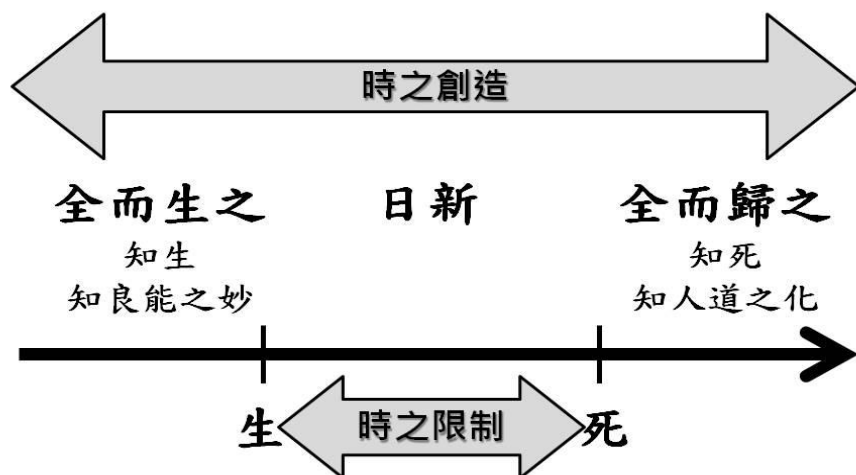 時之創造
全而生之 日新 全而歸之
知生 知死
知良能之妙 知人道之化
生 時之限制 死